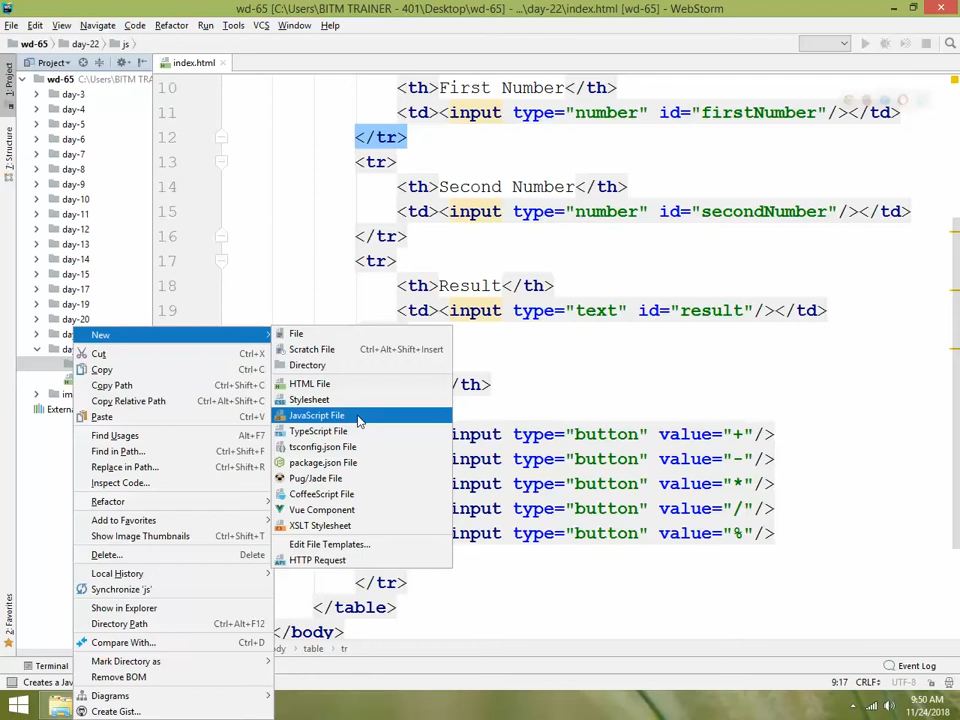 wd-65 [C:\Users\BITM TRAINER - 401\Desktop\wd-65] - ...\day-22\index.html [wd-65] - WebStorm
File Edit View Navigate Code Refactor Run Tools VCS Window Help
wd-65 day-22 js
Project index.html
1: Project
7: Structure
2: Favorites
wd-65
day-3
day-4
day-5
day-6
day-7
day-8
day-9
day-10
day-11
day-12
day-13
day-14
day-15
day-17
day-19
day-20
da
da
im
Extern
10 <th>First Number</th>
11 <td><input type="number" id="firstNumber"/></td>
12 </tr>
13 <tr>
14 <th>Second Number</th>
15 <td><input type="number" id="secondNumber"/></td>
16 </tr>
17 <tr>
18 <th>Result</th>
19 <td><input type="text" id="result"/></td>
</th>
input type="button" value="+"/>
input type="button" value="-"/>
input type="button" value="*"/>
input type="button" value="/"/>
input type="button" value="%"/>
</tr>
</table>
</body>
New
Cut Ctrl+X
Copy Ctrl+C
Copy Path Ctrl+Shift+C
Copy Relative Path Ctrl+Alt+Shift+C
Paste Ctrl+V
Find Usages Alt+F7
Find in Path... Ctrl+Shift+F
Replace in Path... Ctrl+Shift+R
Inspect Code...
Refactor
Add to Favorites
Show Image Thumbnails Ctrl+Shift+T
Delete... Delete
Local History
Synchronize 'js'
Show in Explorer
Directory Path Ctrl+Alt+F12
Compare With... Ctrl+D
Mark Directory as
Remove BOM
Diagrams
Create Gist...
File
Scratch File Ctrl+Alt+Shift+Insert
Directory
HTML File
Stylesheet
JavaScript File
TypeScript File
tsconfig.json File
package.json File
Pug/Jade File
CoffeeScript File
Vue Component
XSLT Stylesheet
Edit File Templates...
HTTP Request
dy table tr
Terminal Event Log
Creates a Jav 9:17 CRLF UTF-8
9:50 AM
11/24/2018